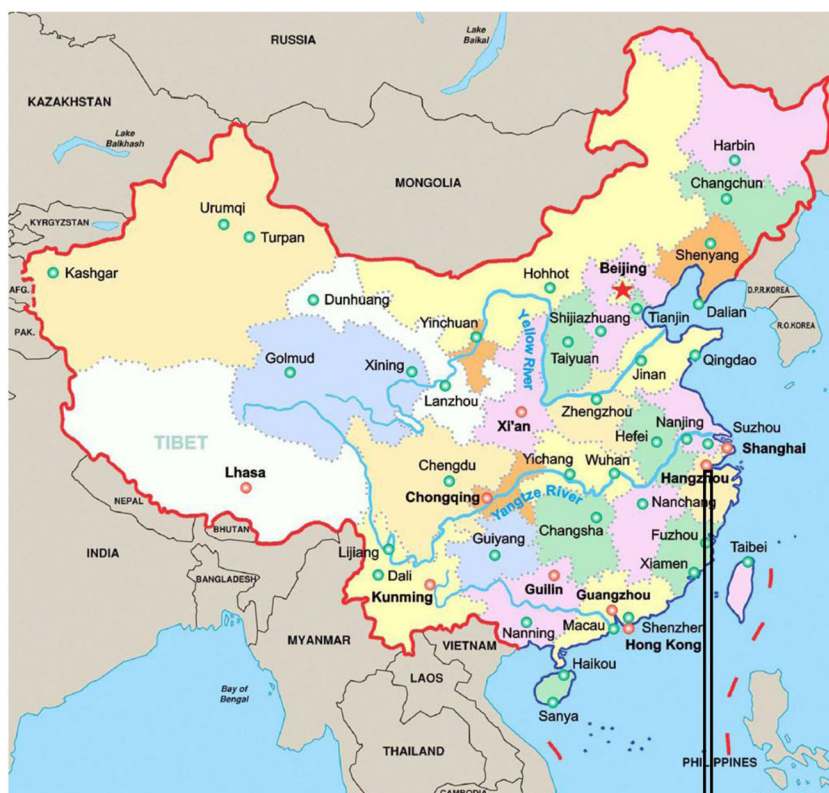 RUSSIA
Lake
Baikal
KAZAKHSTAN
Lake
Balkhash
MONGOLIA
Harbin
Changchun
Urumqi
Turpan
KYRGYZSTAN
Kashgar
Shenyang
Beijing
Hohhot
AFG.
Dunhuang
D.P.R.KOREA
Dalian
Tianjin
Shijiazhuang
Yinchuan
Yellow River
R.O.KOREA
PAK.
Taiyuan
Golmud
Xining
Jinan
Qingdao
Lanzhou
Zhengzhou
Xi'an
Nanjing
Suzhou
Hefei
TIBET
Shanghai
Yichang
Wuhan
Lhasa
Chengdu
Hangzhou
Chongqing
Yangtze River
Nanchang
NEPAL
Changsha
BHUTAN
Fuzhou
Guiyang
Lijiang
Taibei
INDIA
Xiamen
Dali
BANGLADESH
Guilin
Kunming
Guangzhou
Macau
Shenzhen
Nanning
MYANMAR
VIETNAM
Hong Kong
Haikou
LAOS
Bay of
Bengal
Sanya
THAILAND
PHILIPPINES
CAMBODIA